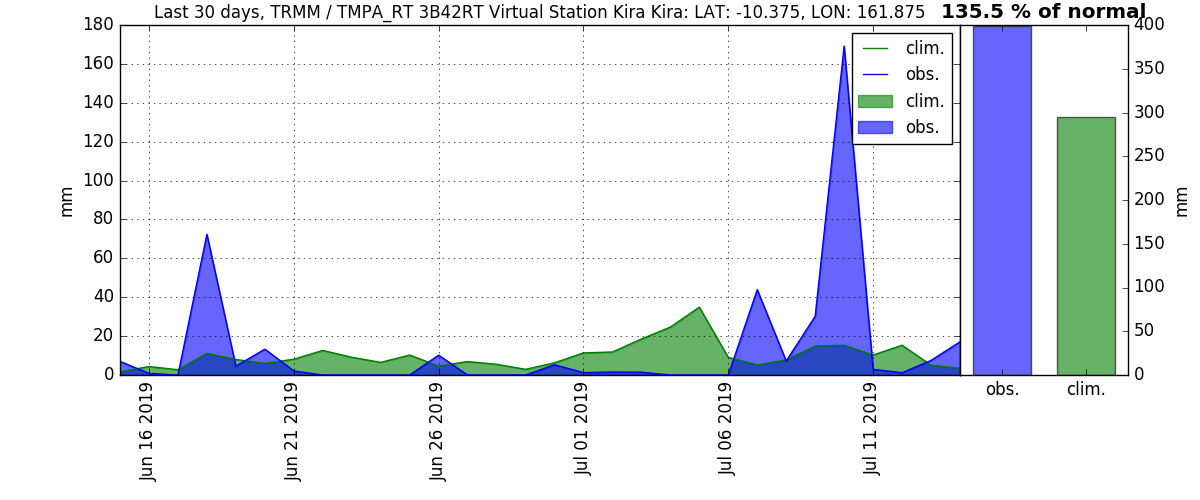 Last 30 days, TRMM / TMPA_RT 3B42RT Virtual Station Kira Kira: LAT: -10.375, LON: 161.875
135.5 % of normal
180
160
140
120
100
80
60
40
20
0
mm
clim.
obs.
clim.
obs.
Jun 16 2019
Jun 21 2019
Jun 26 2019
Jul 01 2019
Jul 06 2019
Jul 11 2019
400
350
300
250
200
150
100
50
0
mm
obs.
clim.